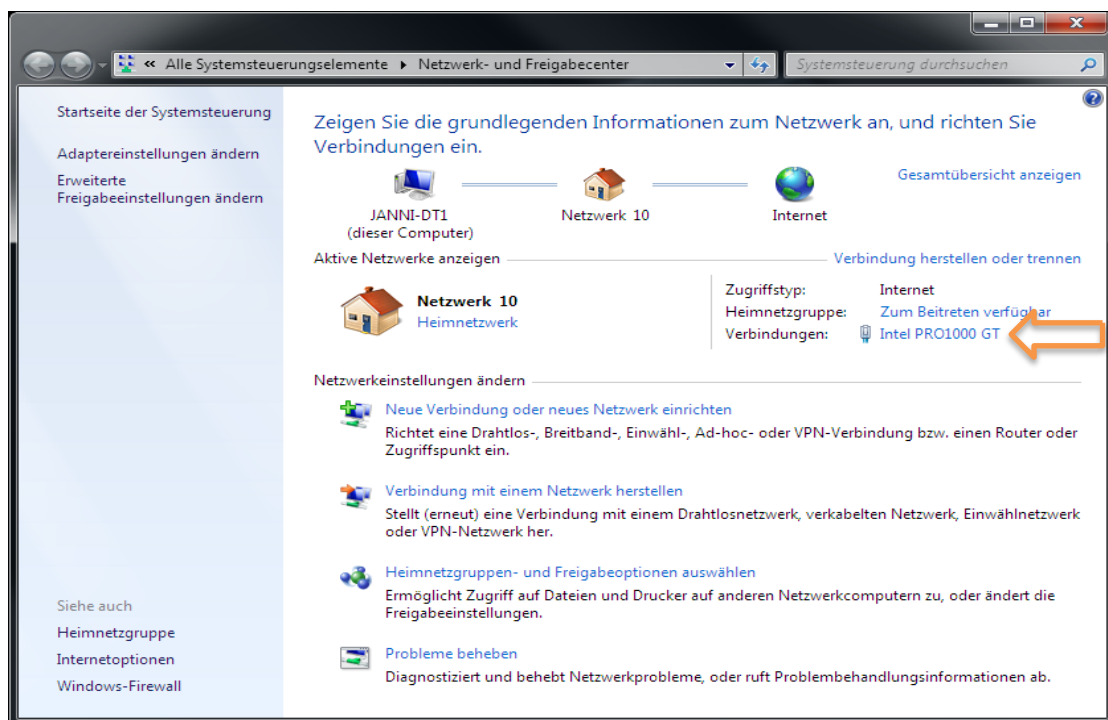 « Alle Systemsteuerungselemente ▸ Netzwerk- und Freigabecenter
Systemsteuerung durchsuchen
Startseite der Systemsteuerung
Adaptereinstellungen ändern
Erweiterte
Freigabeeinstellungen ändern
Zeigen Sie die grundlegenden Informationen zum Netzwerk an, und richten Sie
Verbindungen ein.
Gesamtübersicht anzeigen
JANNI-DT1
(dieser Computer)
Netzwerk 10
Internet
Aktive Netzwerke anzeigen
Verbindung herstellen oder trennen
Netzwerk 10
Heimnetzwerk
Zugriffstyp: Internet
Heimnetzgruppe: Zum Beitreten verfügbar
Verbindungen: Intel PRO1000 GT
Netzwerkeinstellungen ändern
Neue Verbindung oder neues Netzwerk einrichten
Richtet eine Drahtlos-, Breitband-, Einwähl-, Ad-hoc- oder VPN-Verbindung bzw. einen Router oder
Zugriffspunkt ein.
Verbindung mit einem Netzwerk herstellen
Stellt (erneut) eine Verbindung mit einem Drahtlosnetzwerk, verkabelten Netzwerk, Einwählnetzwerk
oder VPN-Netzwerk her.
Heimnetzgruppen- und Freigabeoptionen auswählen
Ermöglicht Zugriff auf Dateien und Drucker auf anderen Netzwerkcomputern zu, oder ändert die
Freigabeeinstellungen.
Probleme beheben
Diagnostiziert und behebt Netzwerkprobleme, oder ruft Problembehandlungsinformationen ab.
Siehe auch
Heimnetzgruppe
Internetoptionen
Windows-Firewall